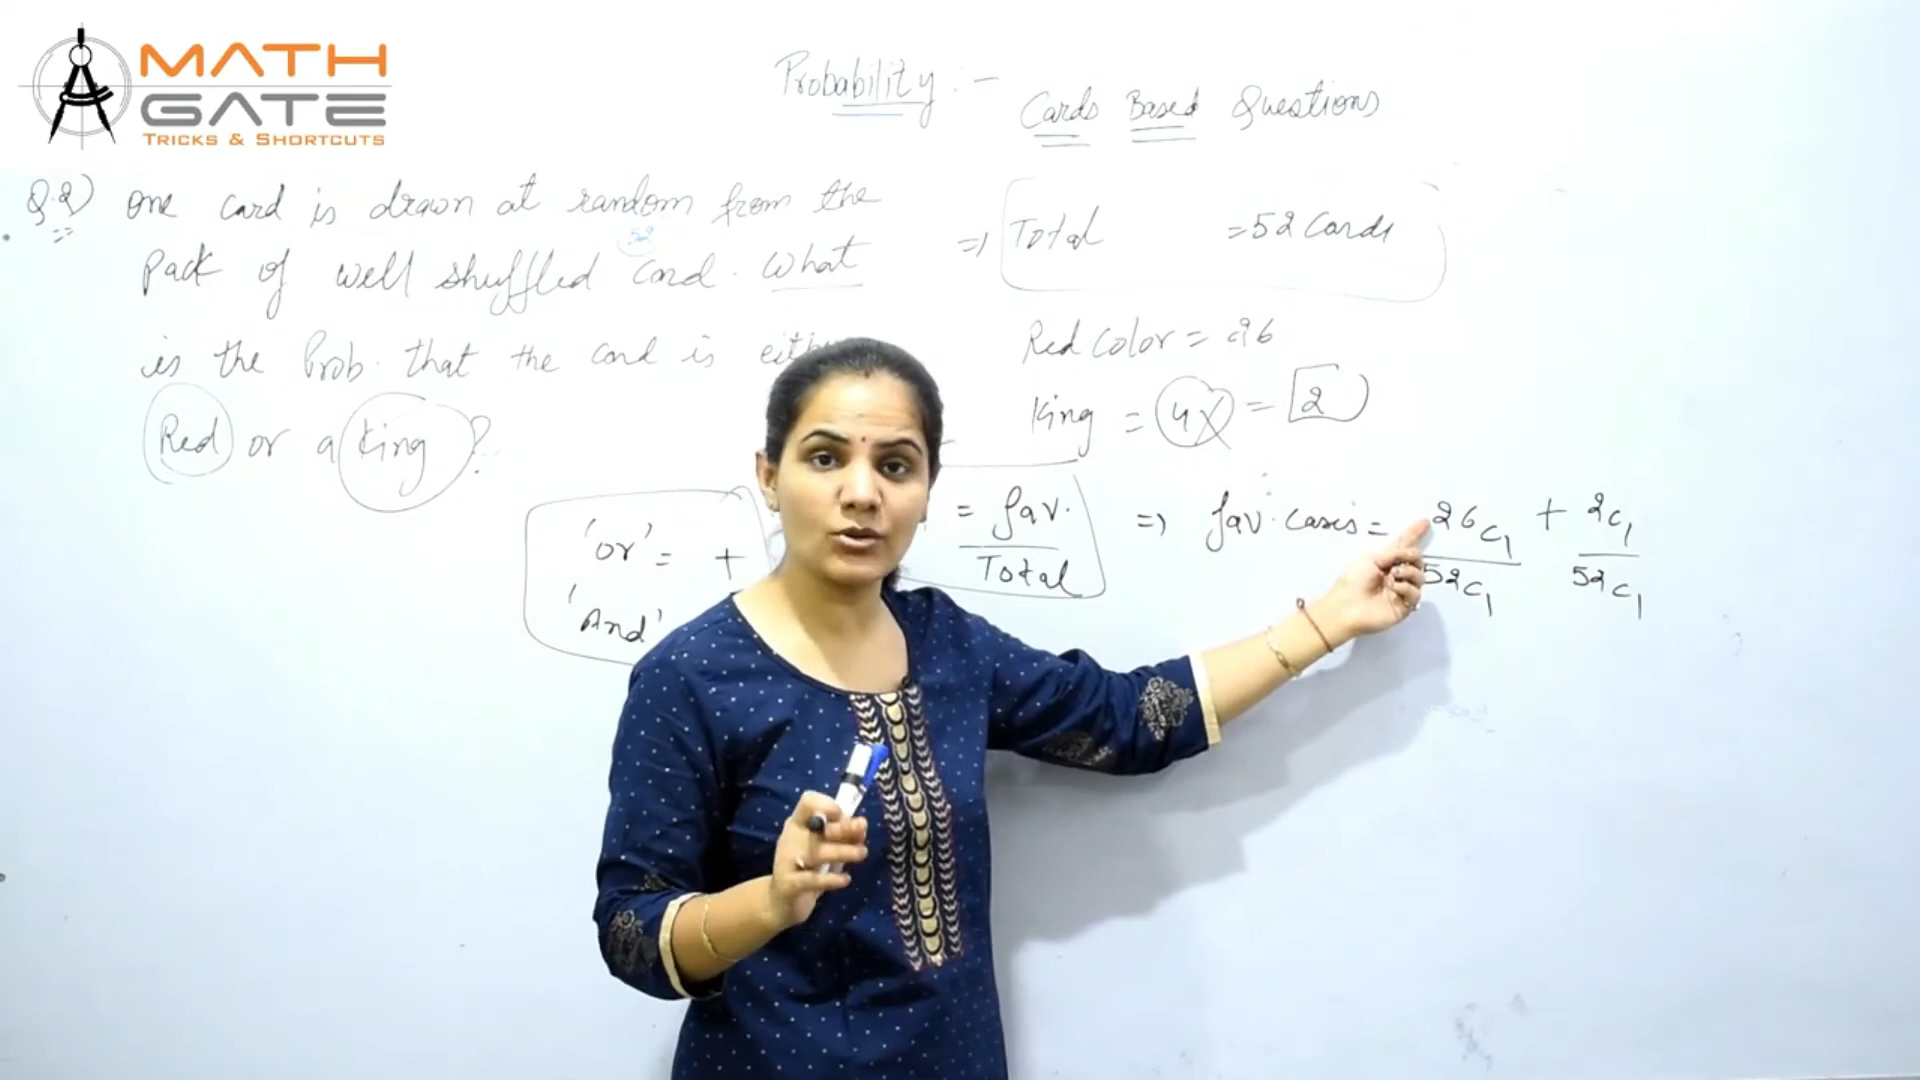 MATH
GATE
TRICKS & SHORTCUTS
Probability :-
Cards Based Questions
Q.2) One card is drawn at random from the
52
pack of well shuffled card. What
is the Prob. that the card is
Red or a King ?
=> Total = 52 Cards
Red Color = 26
King = 4 = 2
'or' = +
'And'
= fav.
Total
=> fav. cases = 26C1 + 2C1
52C1 52C1